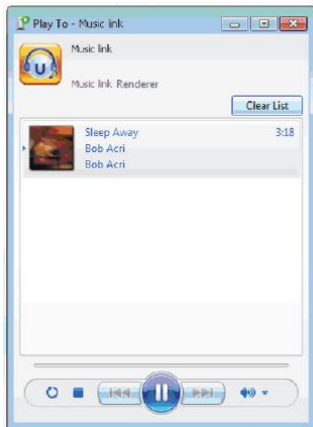 Play To - Music link
Music link
Music link Renderer
Clear List
Sleep Away 3:18
Bob Acri
Bob Acri